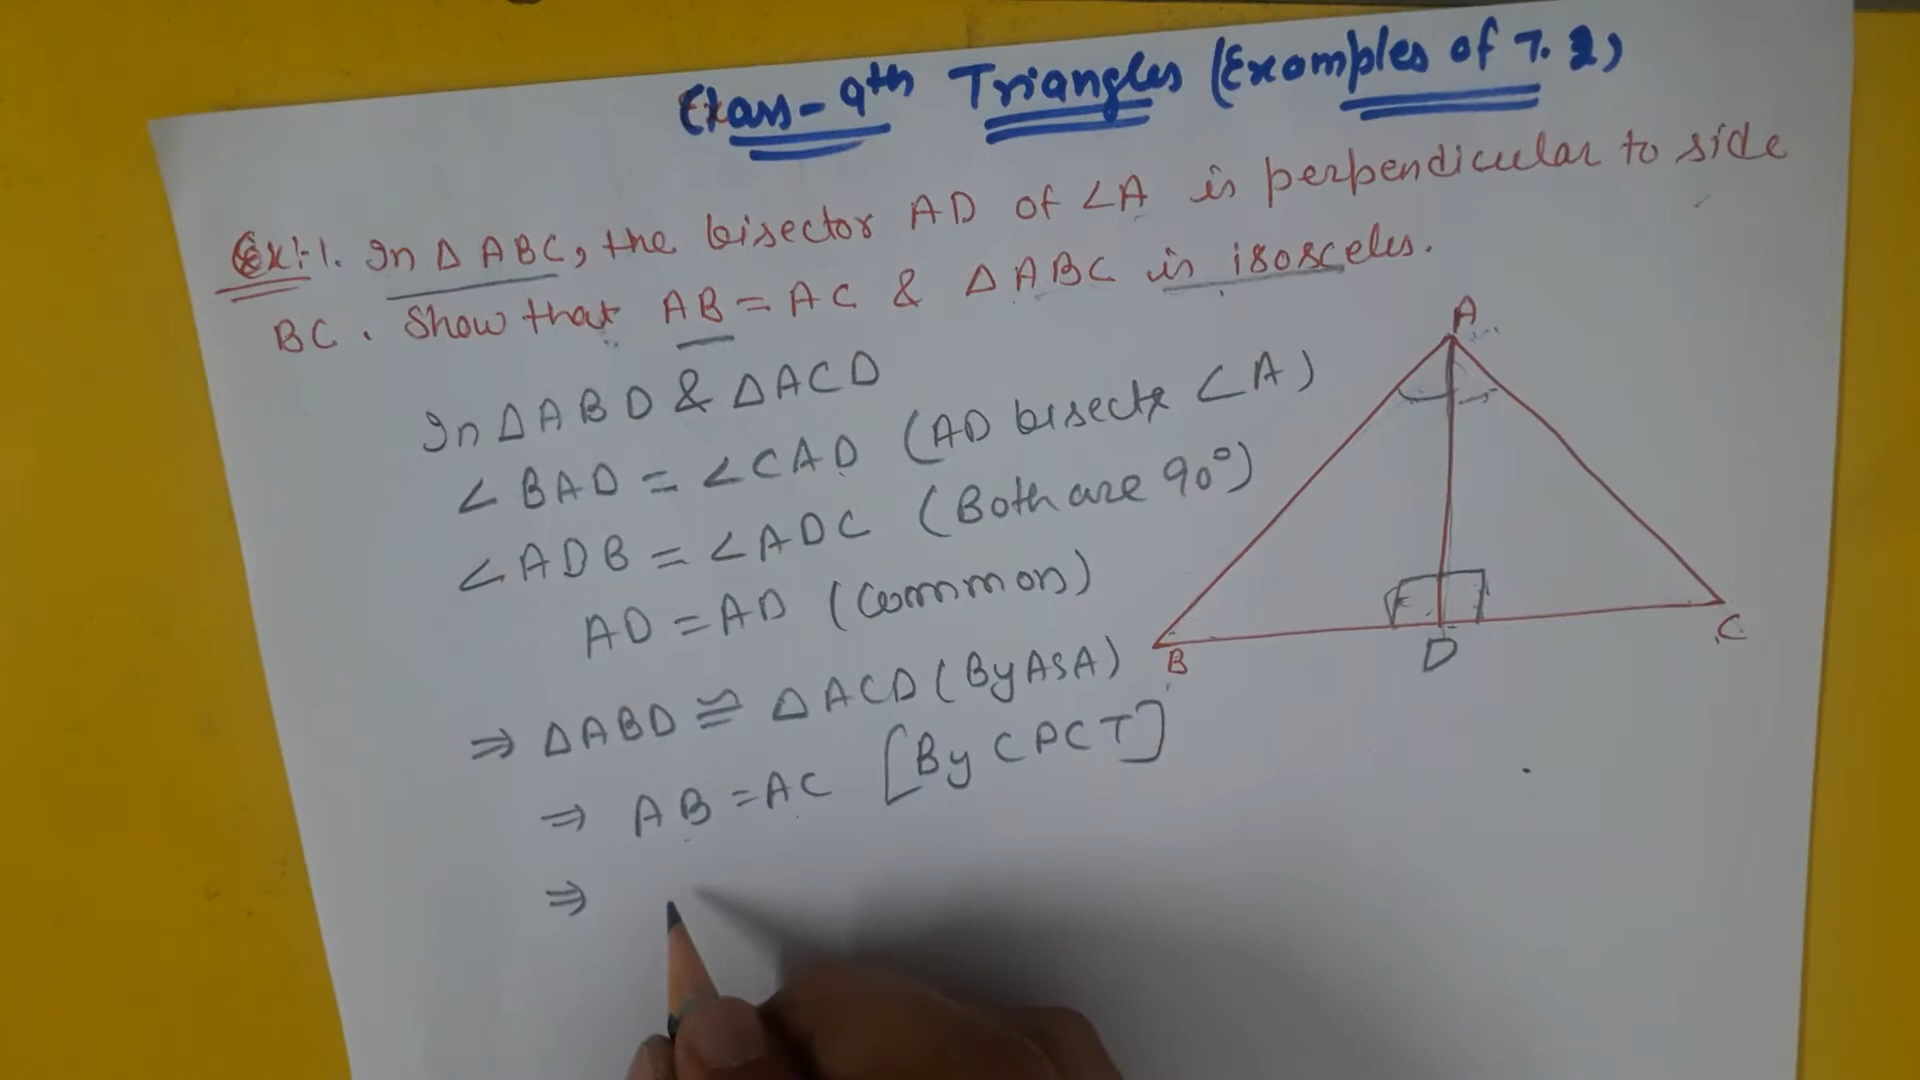 Class-9th Triangles (Examples of 7.2)
Ex:-1. In Δ ABC, the bisector AD of ∠A is perpendicular to side
BC. Show that AB = AC & Δ ABC is isosceles.
In Δ ABD & Δ ACD
∠BAD = ∠CAD (AD bisects ∠A)
∠ADB = ∠ADC (Both are 90°)
AD = AD (Common)
⇒ ΔABD ≅ ΔACD (By ASA)
⇒ AB = AC [By CPCT]
⇒
A
B
D
C